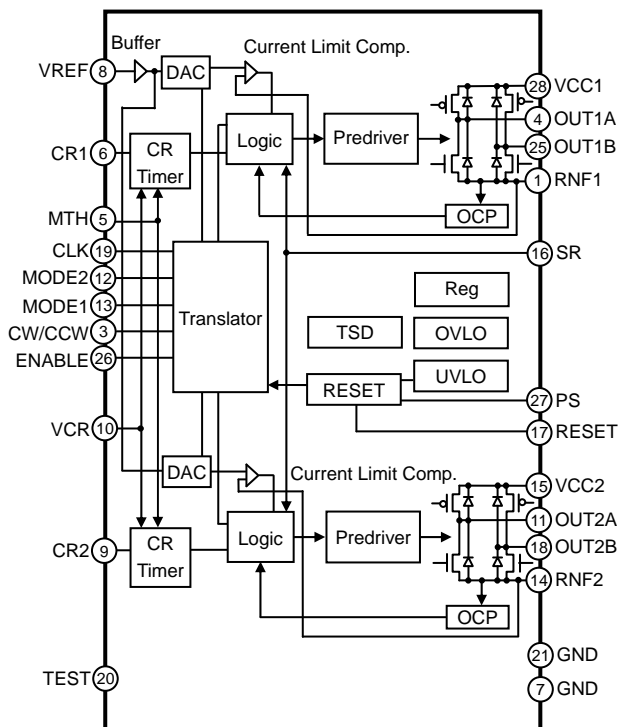 Buffer
Current Limit Comp.
VREF 8
DAC
28 VCC1
4 OUT1A
25 OUT1B
1 RNF1
CR1 6
CR
Timer
Logic
Predriver
OCP
MTH 5
CLK 19
MODE2 12
MODE1 13
CW/CCW 3
ENABLE 26
Translator
16 SR
Reg
TSD
OVLO
UVLO
RESET
27 PS
17 RESET
VCR 10
DAC
Current Limit Comp.
15 VCC2
11 OUT2A
18 OUT2B
14 RNF2
CR2 9
CR
Timer
Logic
Predriver
OCP
TEST 20
21 GND
7 GND